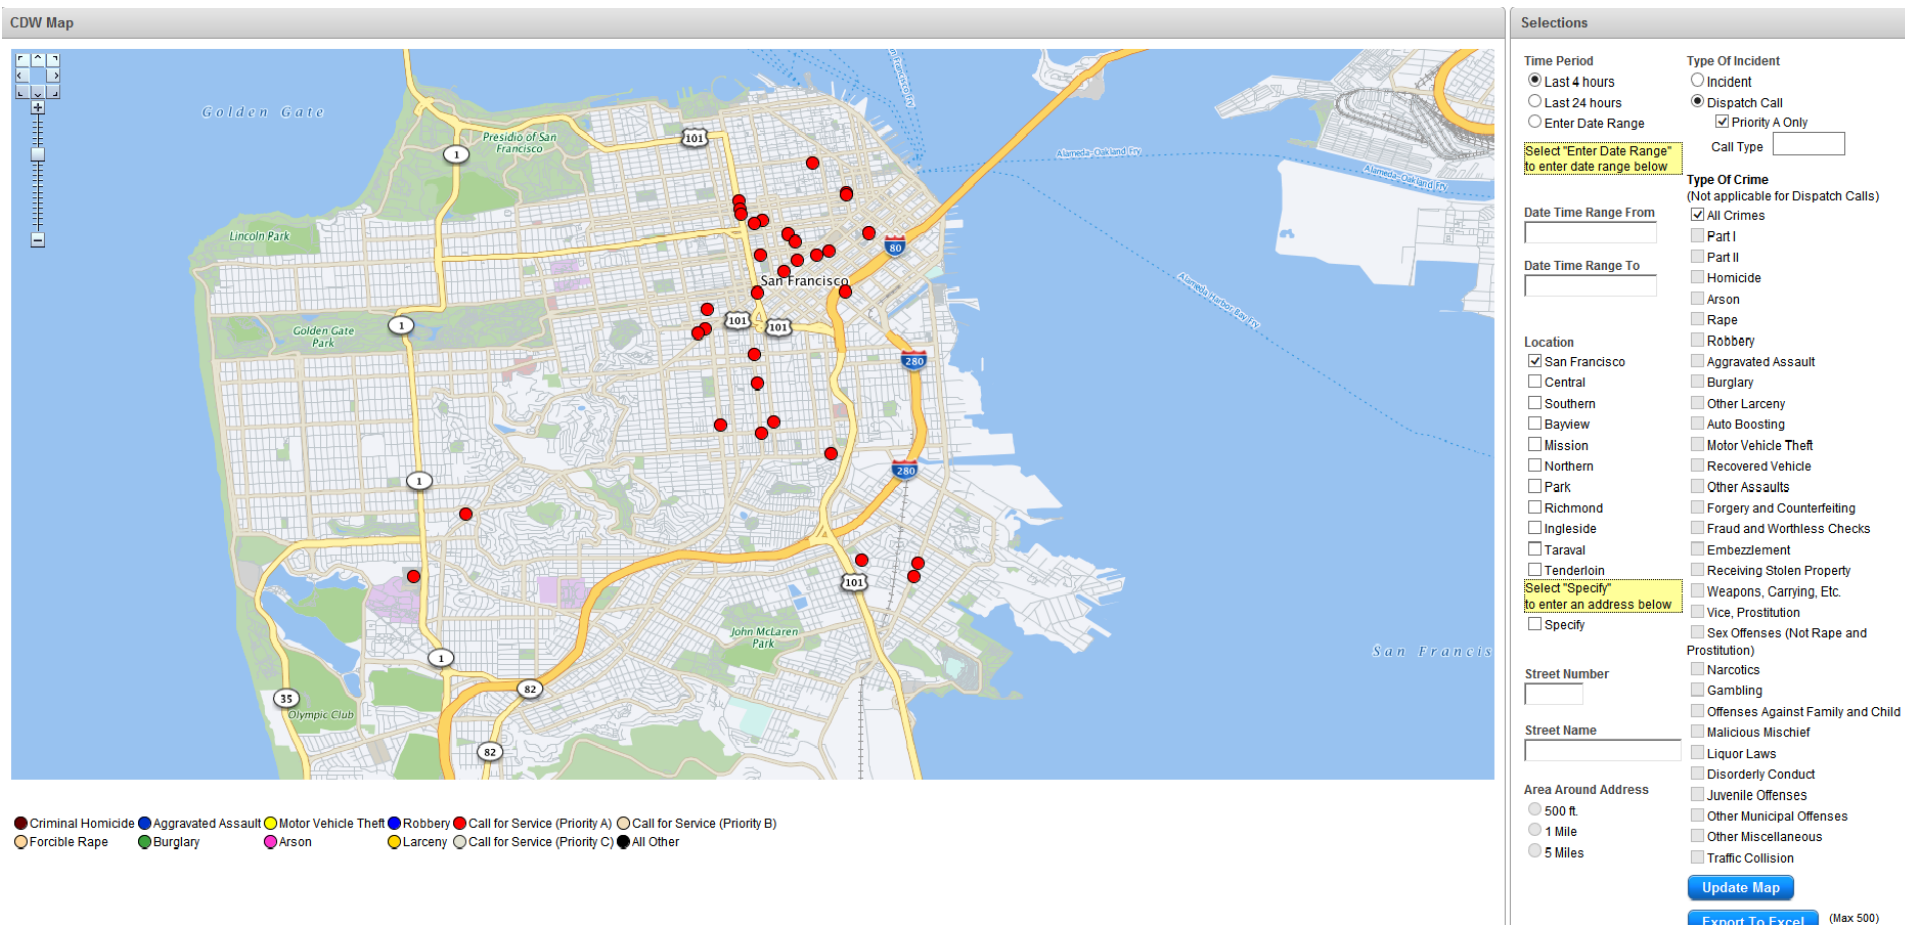 CDW Map
Golden Gate
Presidio of San
Francisco
101
1
Alameda-Oakland Fry
Alameda-Oakland Fry
Lincoln Park
80
San Francisco
Alameda Harbor Bay Fry
Golden Gate
Park
1
101
101
280
280
1
101
John McLaren
Park
San Francis
1
82
35
Olympic Club
82
Criminal Homicide Aggravated Assault Motor Vehicle Theft Robbery Call for Service (Priority A) Call for Service (Priority B)
Forcible Rape Burglary Arson Larceny Call for Service (Priority C) All Other
Selections
Time Period
Last 4 hours
Last 24 hours
Enter Date Range
Select "Enter Date Range"
to enter date range below
Date Time Range From
Date Time Range To
Location
San Francisco
Central
Southern
Bayview
Mission
Northern
Park
Richmond
Ingleside
Taraval
Tenderloin
Select "Specify"
to enter an address below
Specify
Street Number
Street Name
Area Around Address
500 ft.
1 Mile
5 Miles
Type Of Incident
Incident
Dispatch Call
Priority A Only
Call Type
Type Of Crime
(Not applicable for Dispatch Calls)
All Crimes
Part I
Part II
Homicide
Arson
Rape
Robbery
Aggravated Assault
Burglary
Other Larceny
Auto Boosting
Motor Vehicle Theft
Recovered Vehicle
Other Assaults
Forgery and Counterfeiting
Fraud and Worthless Checks
Embezzlement
Receiving Stolen Property
Weapons, Carrying, Etc.
Vice, Prostitution
Sex Offenses (Not Rape and
Prostitution)
Narcotics
Gambling
Offenses Against Family and Child
Malicious Mischief
Liquor Laws
Disorderly Conduct
Juvenile Offenses
Other Municipal Offenses
Other Miscellaneous
Traffic Collision
Update Map
Export To Excel (Max 500)